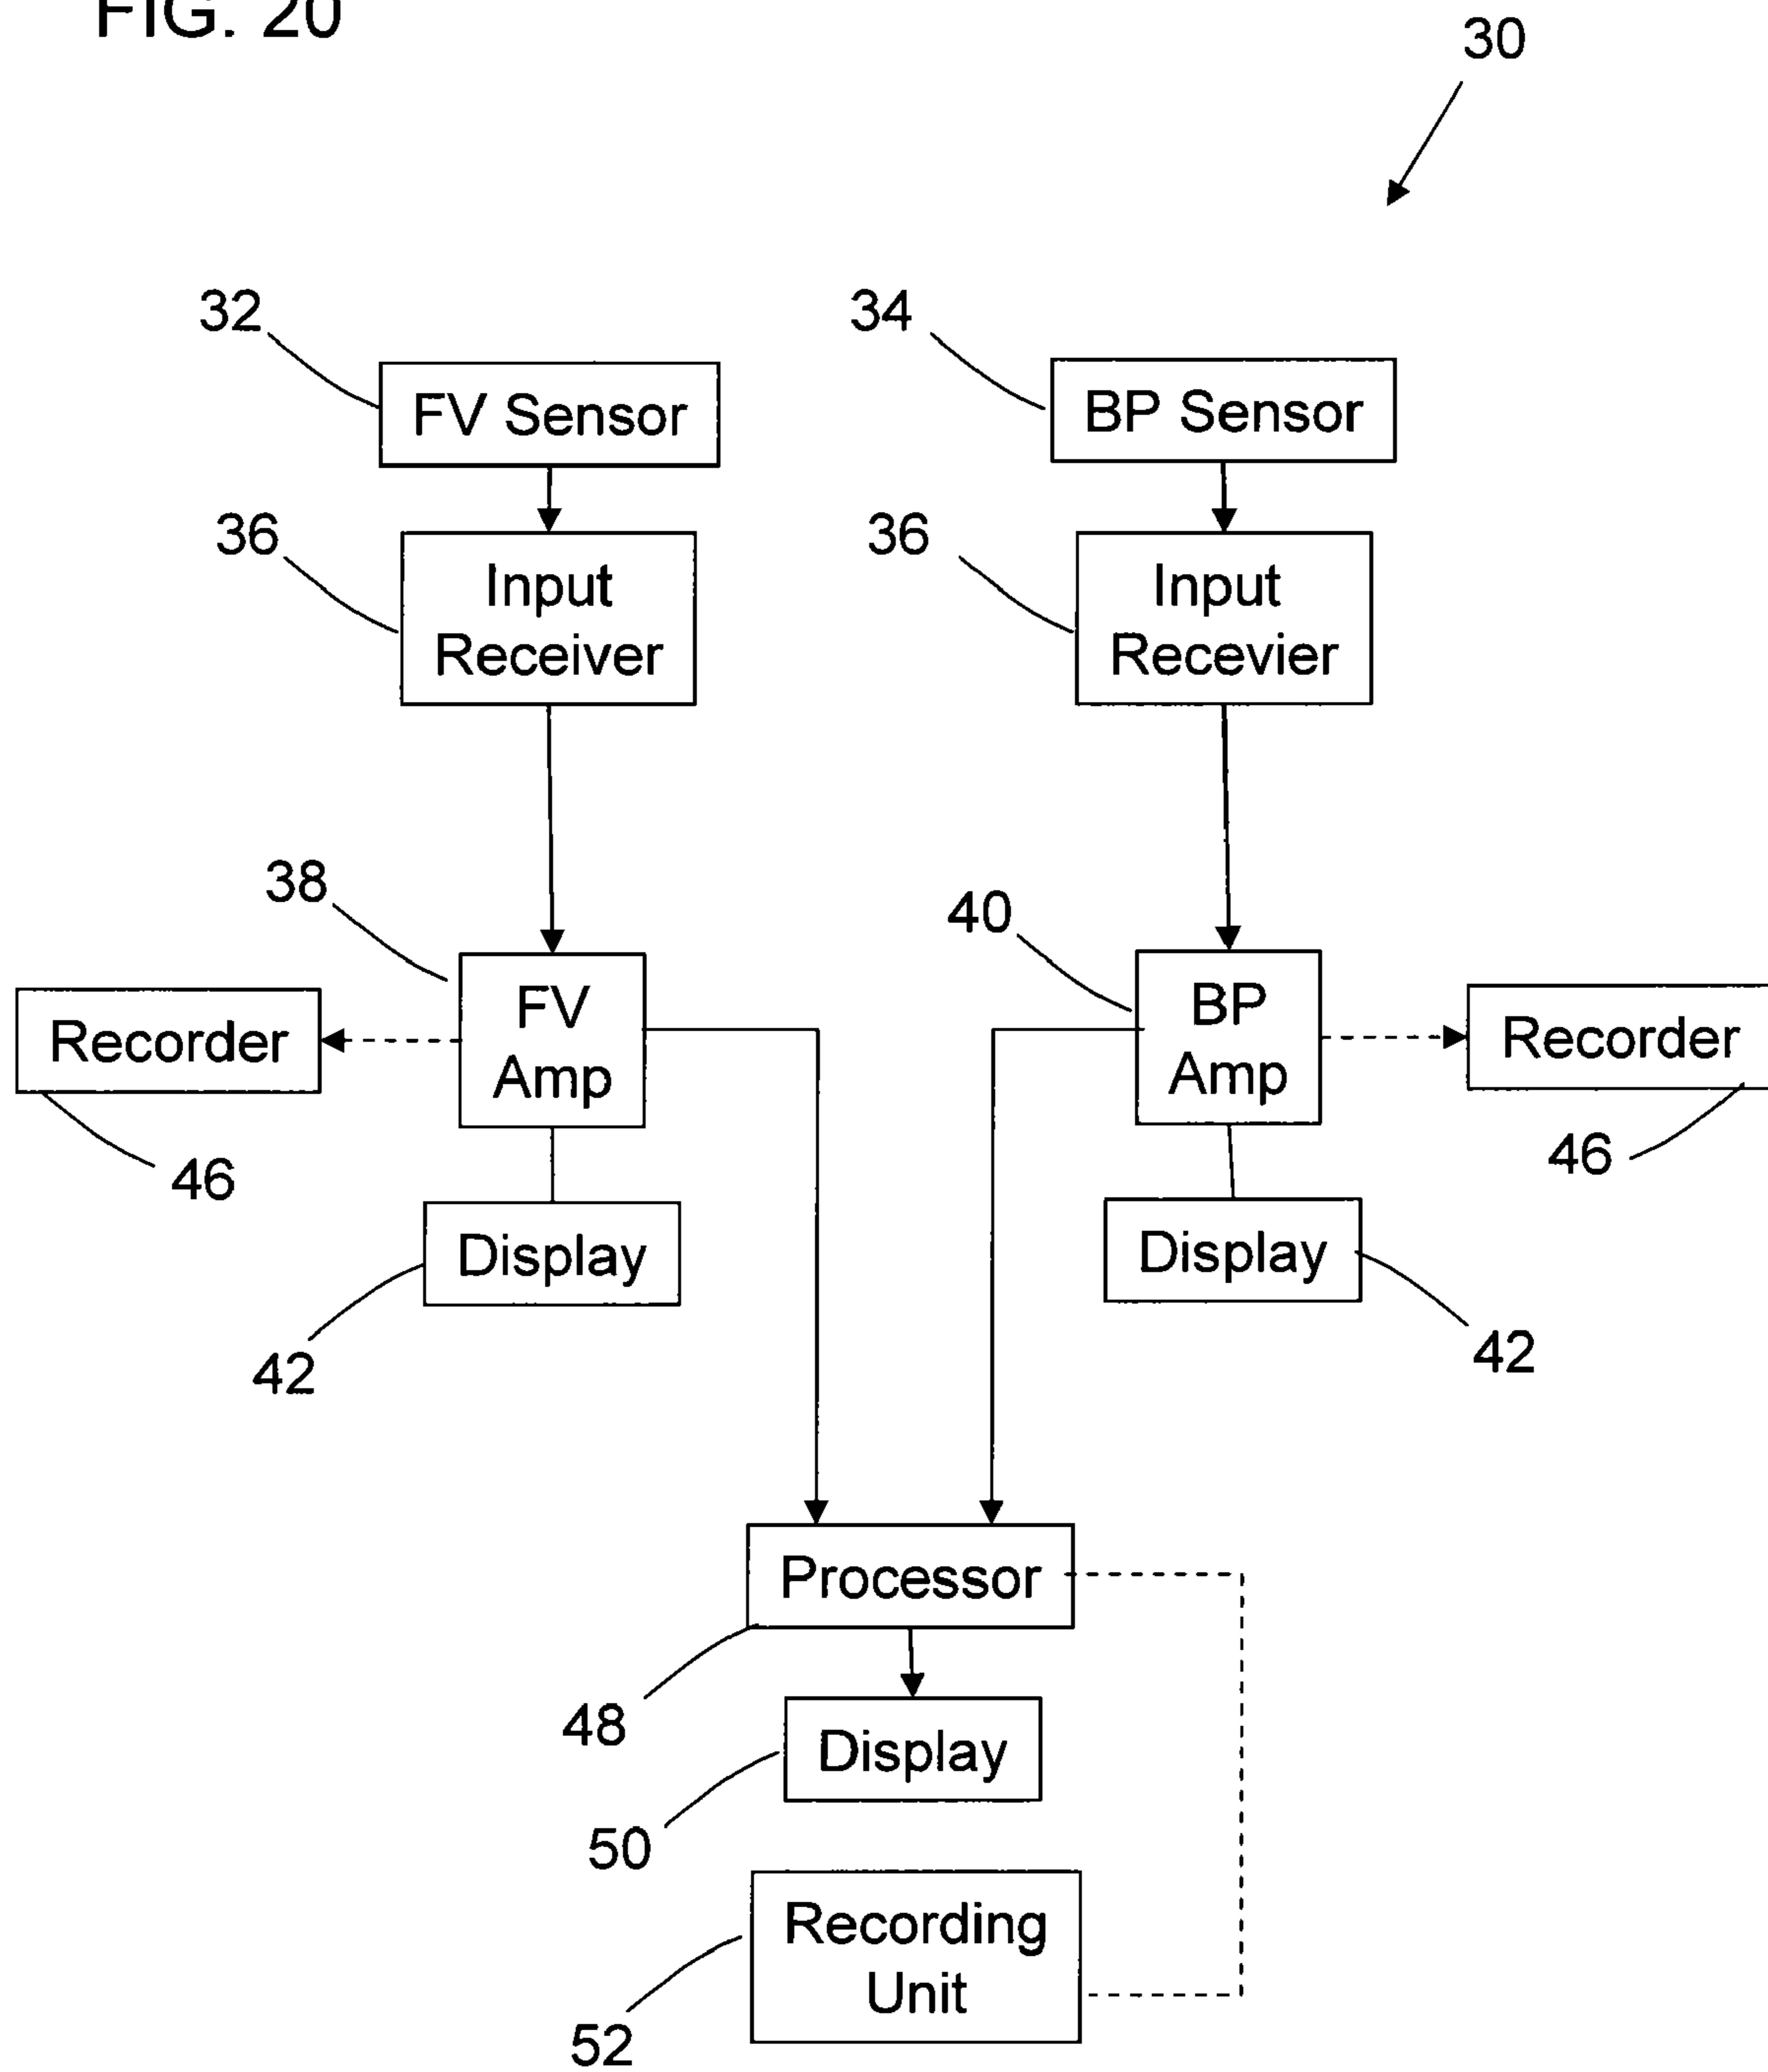 FIG. 20
30
32
34
FV Sensor
BP Sensor
36
36
Input
Receiver
Input
Recevier
38
40
Recorder
FV
Amp
BP
Amp
Recorder
46
46
Display
Display
42
42
Processor
48
Display
50
Recording
Unit
52